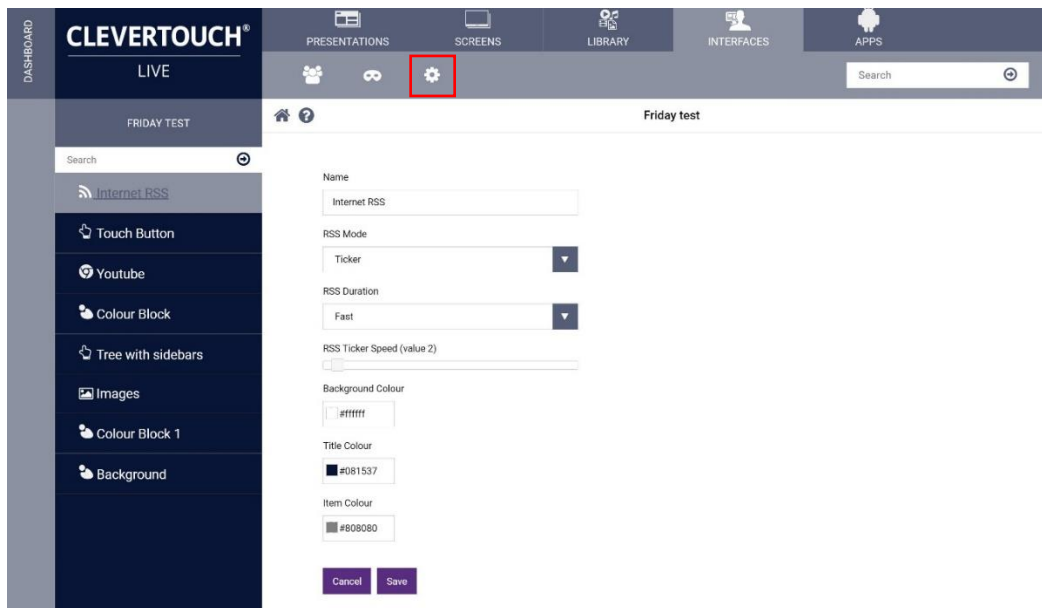 DASHBOARD
CLEVERTOUCH®
LIVE
PRESENTATIONS
SCREENS
LIBRARY
INTERFACES
APPS
Search
FRIDAY TEST
Friday test
Search
Internet RSS
Touch Button
Youtube
Colour Block
Tree with sidebars
Images
Colour Block 1
Background
Name
Internet RSS
RSS Mode
Ticker
RSS Duration
Fast
RSS Ticker Speed (value 2)
Background Colour
#ffffff
Title Colour
#081537
Item Colour
#808080
Cancel
Save